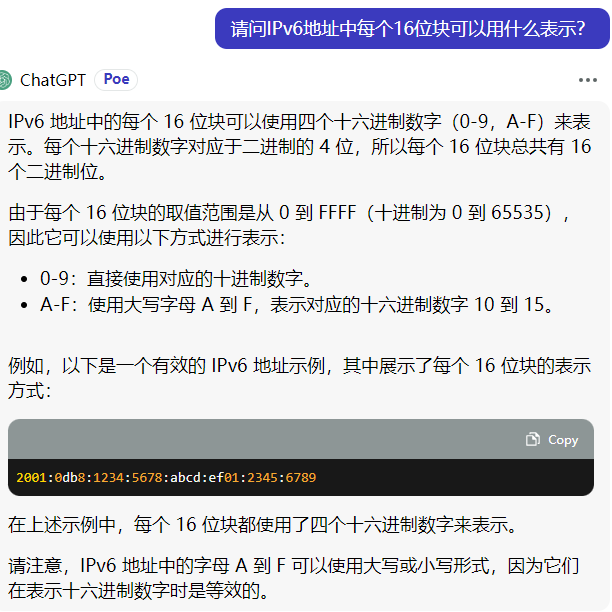 请问IPv6地址中每个16位块可以用什么表示？
ChatGPT Poe
IPv6 地址中的每个 16 位块可以使用四个十六进制数字（0-9，A-F）来表
示。每个十六进制数字对应于二进制的 4 位，所以每个 16 位块总共有 16
个二进制位。
由于每个 16 位块的取值范围是从 0 到 FFFF（十进制为 0 到 65535），
因此它可以使用以下方式进行表示：
• 0-9：直接使用对应的十进制数字。
• A-F：使用大写字母 A 到 F，表示对应的十六进制数字 10 到 15。
例如，以下是一个有效的 IPv6 地址示例，其中展示了每个 16 位块的表示
方式：
Copy
2001:0db8:1234:5678:abcd:ef01:2345:6789
在上述示例中，每个 16 位块都使用了四个十六进制数字来表示。
请注意，IPv6 地址中的字母 A 到 F 可以使用大写或小写形式，因为它们
在表示十六进制数字时是等效的。